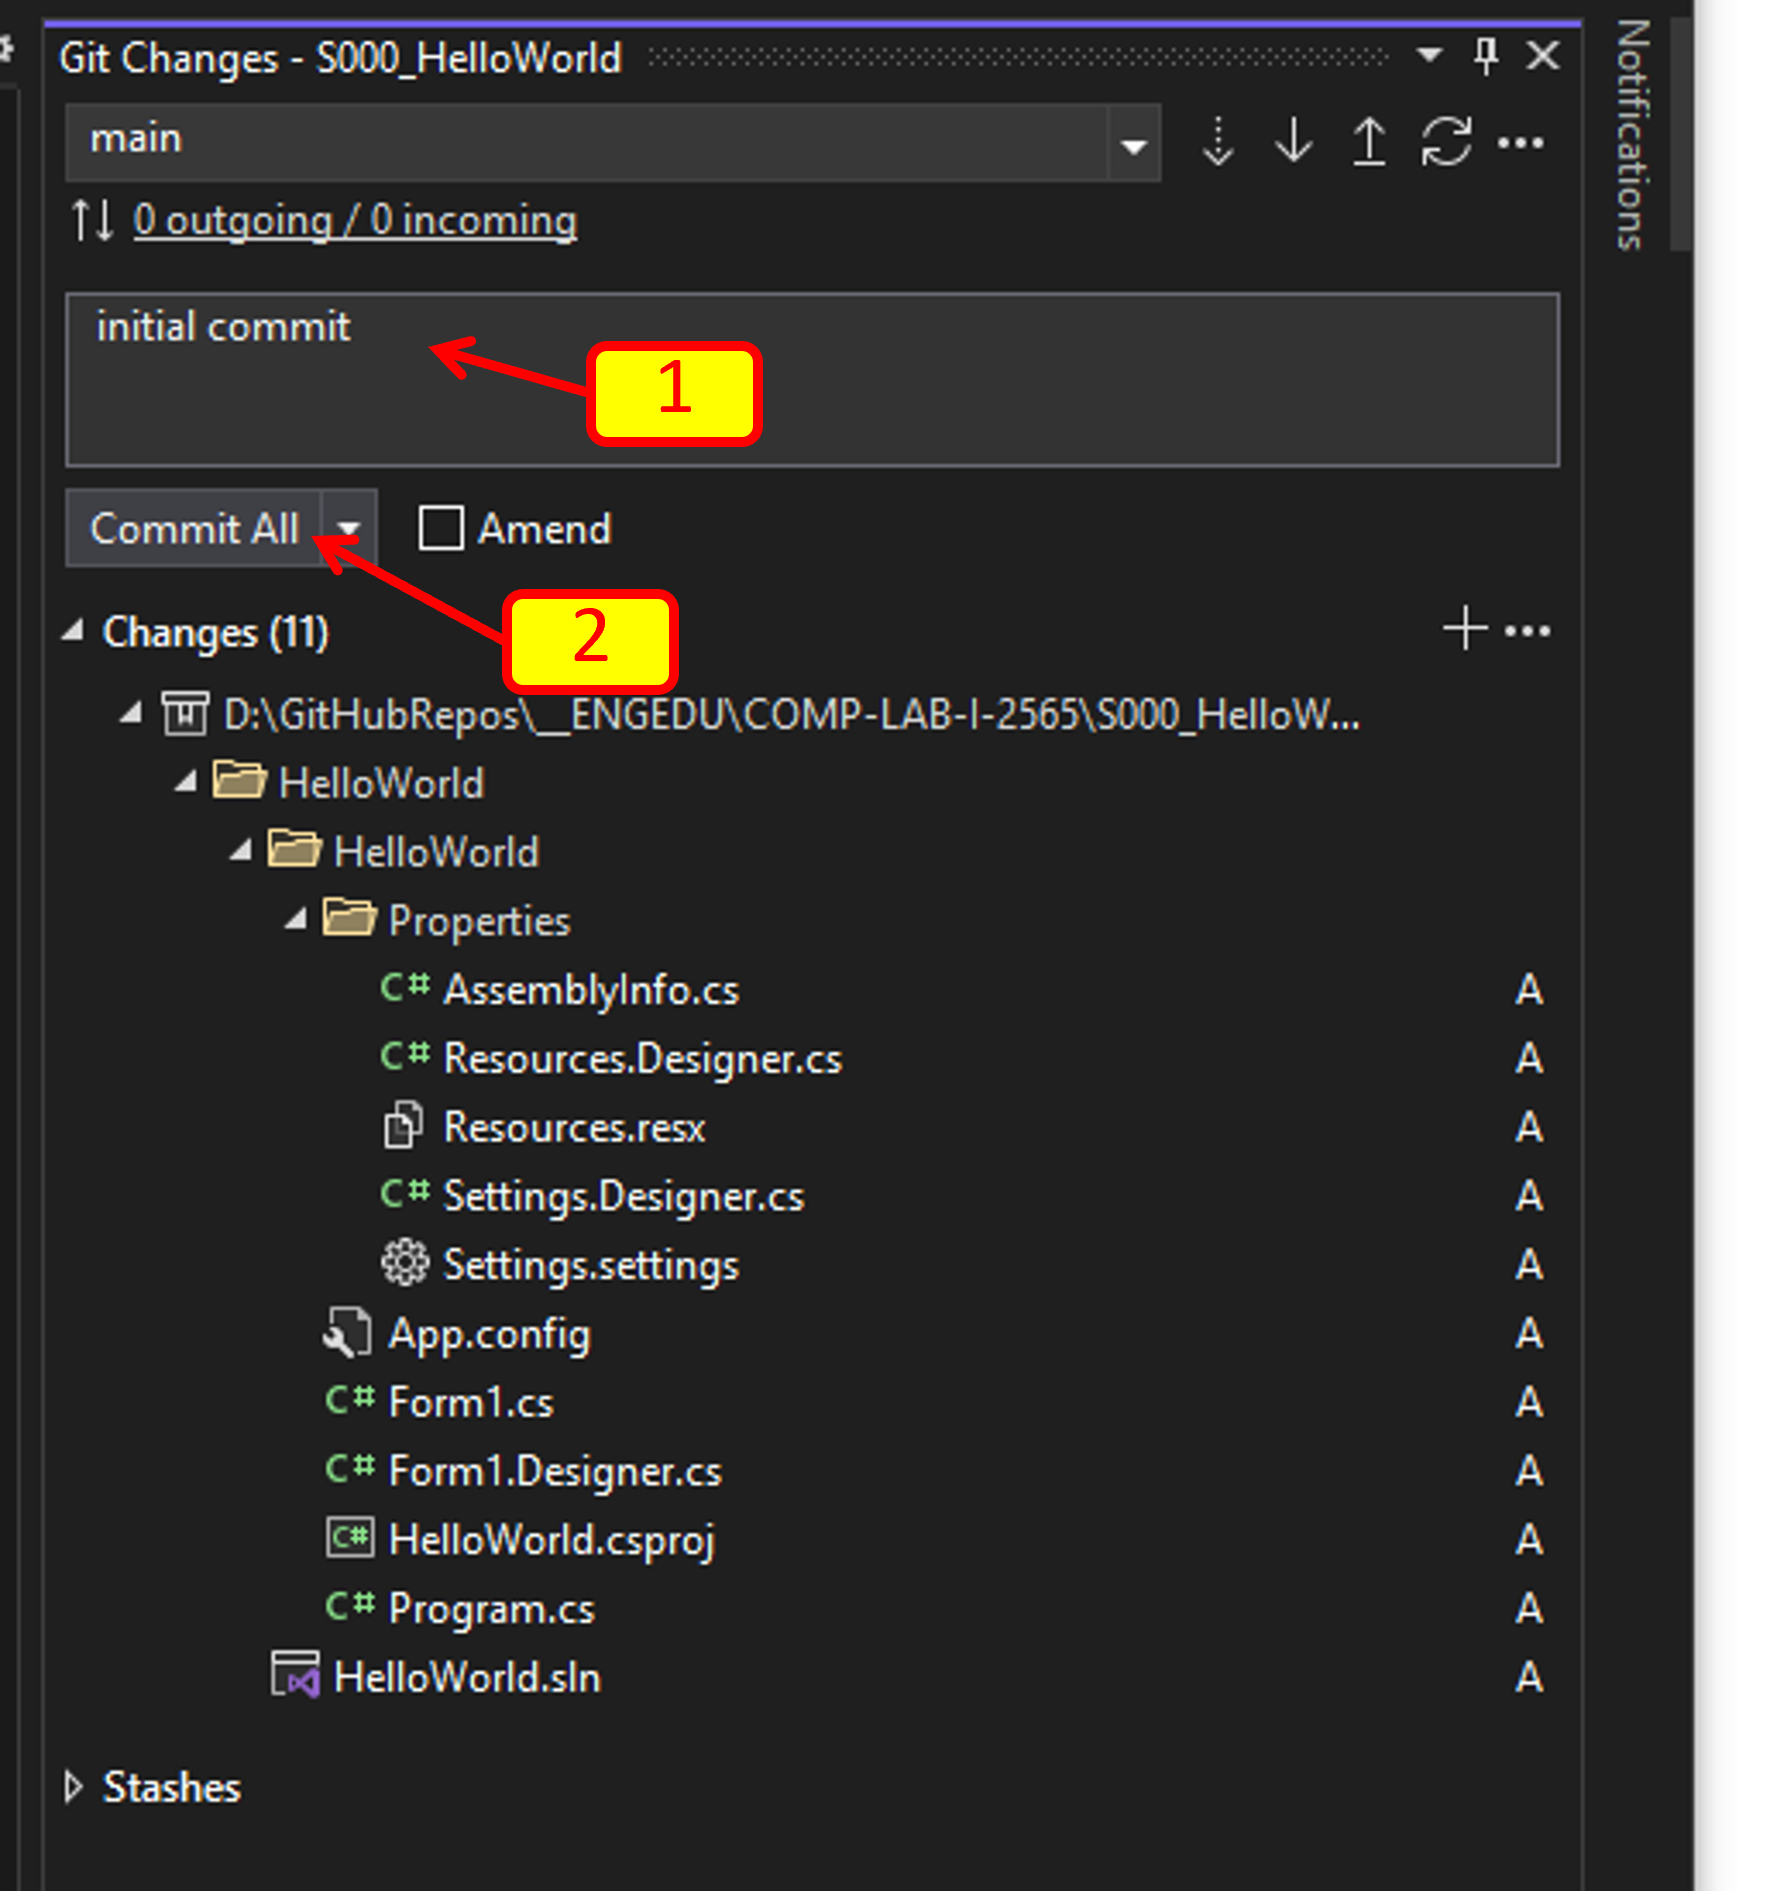 Git Changes - S000_HelloWorld
main
0 outgoing / 0 incoming
initial commit
1
Commit All
Amend
2
Changes (11)
D:\GitHubRepos\__ENGEDU\COMP-LAB-I-2565\S000_HelloW...
HelloWorld
HelloWorld
Properties
C# AssemblyInfo.cs A
C# Resources.Designer.cs A
Resources.resx A
C# Settings.Designer.cs A
Settings.settings A
App.config A
C# Form1.cs A
C# Form1.Designer.cs A
C# HelloWorld.csproj A
C# Program.cs A
HelloWorld.sln A
Stashes
Notifications